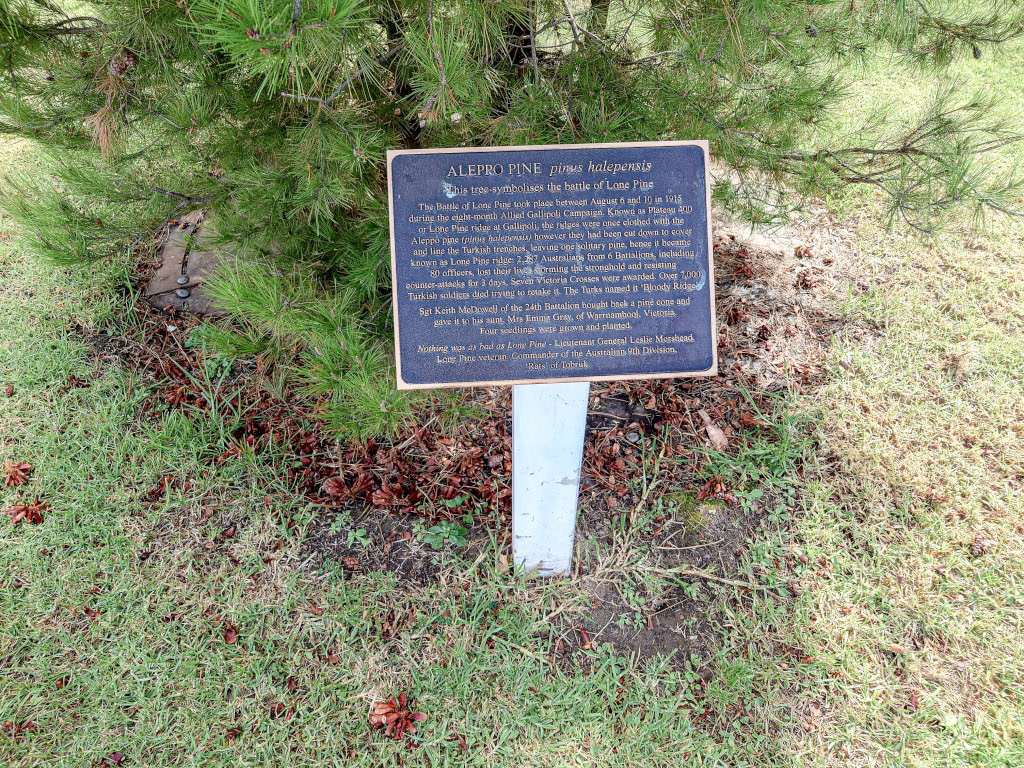 ALEPPO PINE pinus halepensis
This tree symbolises the battle of Lone Pine
The Battle of Lone Pine took place between August 6 and 10 in 1915
during the eight-month Allied Gallipoli Campaign. Known as Plateau 400
or Lone Pine ridge at Gallipoli, the ridges were once clothed with the
Aleppo pine (pinus halepensis) however they had been cut down to cover
and line the Turkish trenches, leaving one solitary pine, hence it became
known as Lone Pine ridge. 2,287 Australians from 6 Battalions, including
80 officers, lost their lives storming the stronghold and resisting
counter-attacks for 3 days. Seven Victoria Crosses were awarded. Over 7,000
Turkish soldiers died trying to retake it. The Turks named it 'Bloody Ridge'
Sgt Keith McDowell of the 24th Battalion bought back a pine cone and
gave it to his aunt, Mrs Emma Gray, of Warrnambool, Victoria.
Four seedlings were grown and planted.
Nothing was as bad as Lone Pine - Lieutenant General Leslie Morshead
Lone Pine veteran Commander of the Australian 9th Division,
'Rats' of Tobruk.